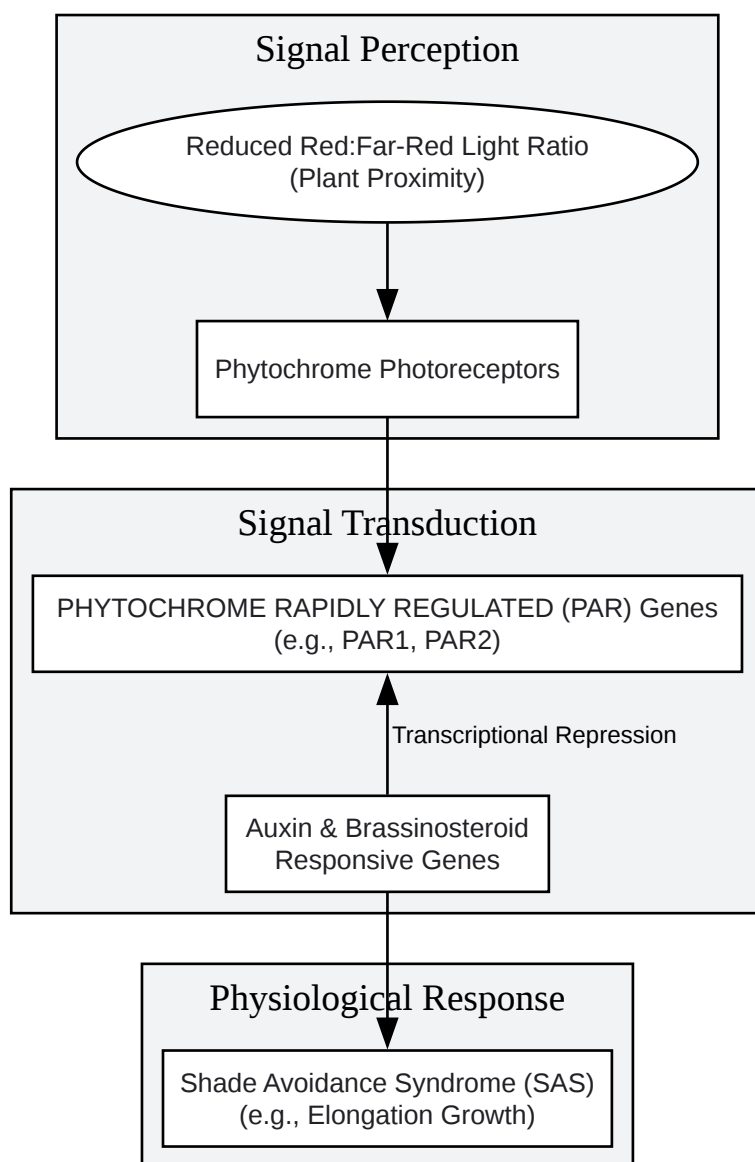 Signal Perception
Reduced Red:Far-Red Light Ratio
(Plant Proximity)
Phytochrome Photoreceptors
Signal Transduction
PHYTOCHROME RAPIDLY REGULATED (PAR) Genes
(e.g., PAR1, PAR2)
Transcriptional Repression
Auxin & Brassinosteroid
Responsive Genes
Physiological Response
Shade Avoidance Syndrome (SAS)
(e.g., Elongation Growth)